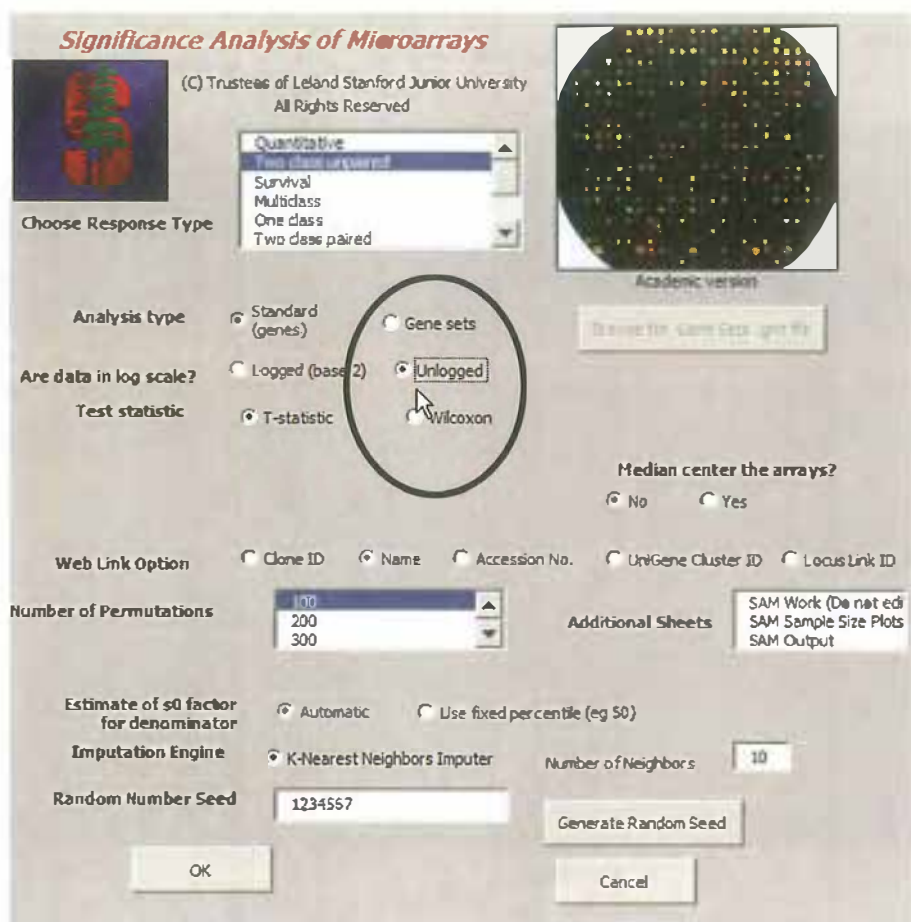 Significance Analysis of Microarrays
(C) Trustees of Leland Stanford Junior University
All Rights Reserved
Choose Response Type
Quantitative
Two class unpaired
Survival
Multiclass
One class
Two class paired
Academic version
Analysis type
Standard (genes)
Gene sets
Are data in log scale?
Logged (base 2)
Unlogged
Test statistic
T-statistic
Wilcoxon
Median center the arrays?
No
Yes
Web Link Option
Clone ID
Name
Accession No.
UniGene Cluster ID
LocusLink ID
Number of Permutations
100
200
300
Additional Sheets
SAM Work (Do not edi
SAM Sample Size Plots
SAM Output
Estimate of s0 factor
for denominator
Automatic
Use fixed percentile (eg 50)
Imputation Engine
K-Nearest Neighbors Imputer
Number of Neighbors
10
Random Number Seed
1234567
Generate Random Seed
OK
Cancel